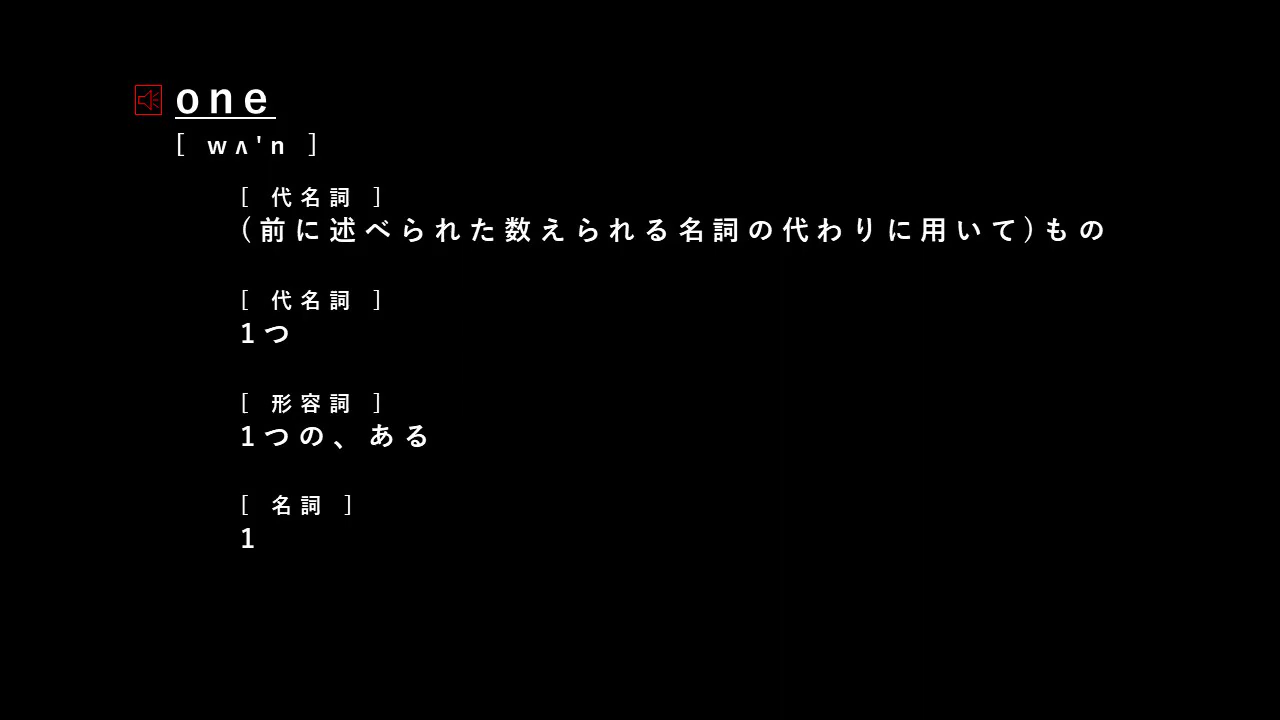 one
[ wʌ'n ]
[ 代名詞 ]
(前に述べられた数えられる名詞の代わりに用いて)もの
[ 代名詞 ]
1つ
[ 形容詞 ]
1つの、ある
[ 名詞 ]
1